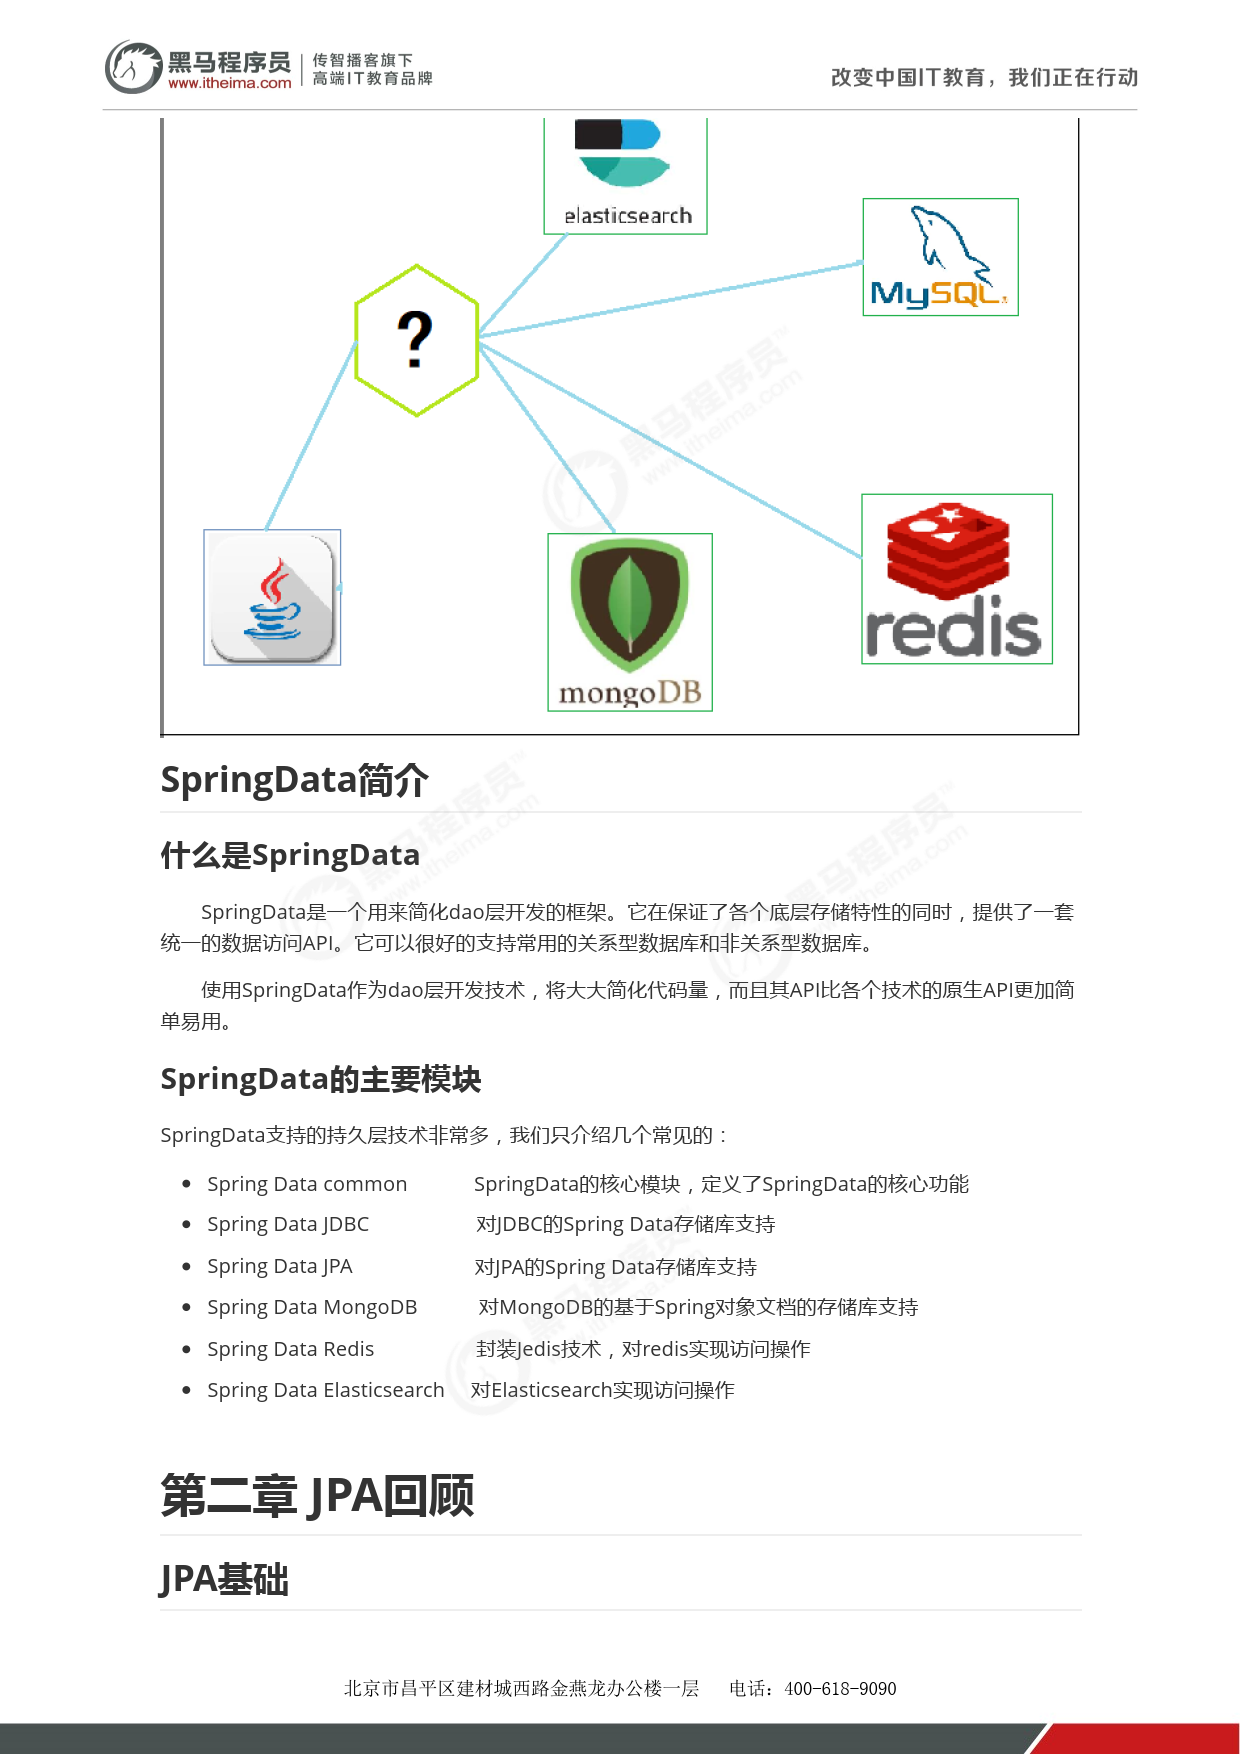 黑马程序员
www.itheima.com
传智播客旗下
高端IT教育品牌
改变中国IT教育，我们正在行动
elasticsearch
MySQL
?
redis
mongoDB
SpringData简介
什么是SpringData
SpringData是一个用来简化dao层开发的框架。它在保证了各个底层存储特性的同时，提供了一套
统一的数据访问API。它可以很好的支持常用的关系型数据库和非关系型数据库。
使用SpringData作为dao层开发技术，将大大简化代码量，而且其API比各个技术的原生API更加简
单易用。
SpringData的主要模块
SpringData支持的持久层技术非常多，我们只介绍几个常见的：
Spring Data common SpringData的核心模块，定义了SpringData的核心功能
Spring Data JDBC 对JDBC的Spring Data存储库支持
Spring Data JPA 对JPA的Spring Data存储库支持
Spring Data MongoDB 对MongoDB的基于Spring对象文档的存储库支持
Spring Data Redis 封装Jedis技术，对redis实现访问操作
Spring Data Elasticsearch 对Elasticsearch实现访问操作
第二章 JPA回顾
JPA基础
北京市昌平区建材城西路金燕龙办公楼一层 电话：400-618-9090